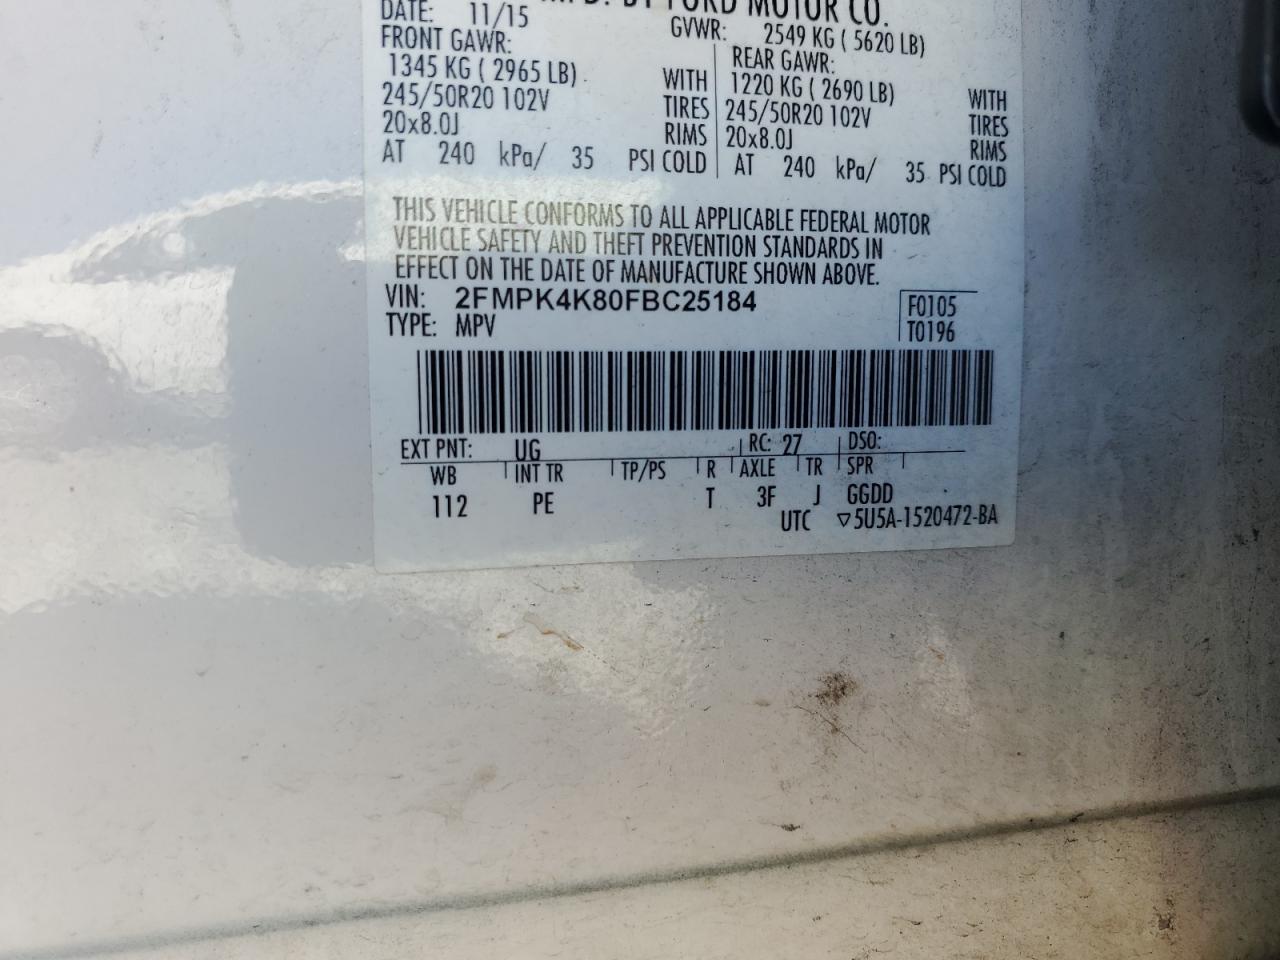 MFD. BY FORD MOTOR CO.
DATE: 11/15 GVWR: 2549 KG ( 5620 LB)
FRONT GAWR: REAR GAWR:
1345 KG ( 2965 LB) WITH 1220 KG ( 2690 LB) WITH
245/50R20 102V TIRES 245/50R20 102V TIRES
20x8.0J RIMS 20x8.0J RIMS
AT 240 kPa/ 35 PSI COLD AT 240 kPa/ 35 PSI COLD
THIS VEHICLE CONFORMS TO ALL APPLICABLE FEDERAL MOTOR
VEHICLE SAFETY AND THEFT PREVENTION STANDARDS IN
EFFECT ON THE DATE OF MANUFACTURE SHOWN ABOVE.
VIN: 2FMPK4K80FBC25184 F0105
TYPE: MPV T0196
EXT PNT: UG RC: 27 DSO:
WB INT TR TP/PS R AXLE TR SPR
112 PE T 3F J GGDD
UTC ▽5U5A-1520472-BA